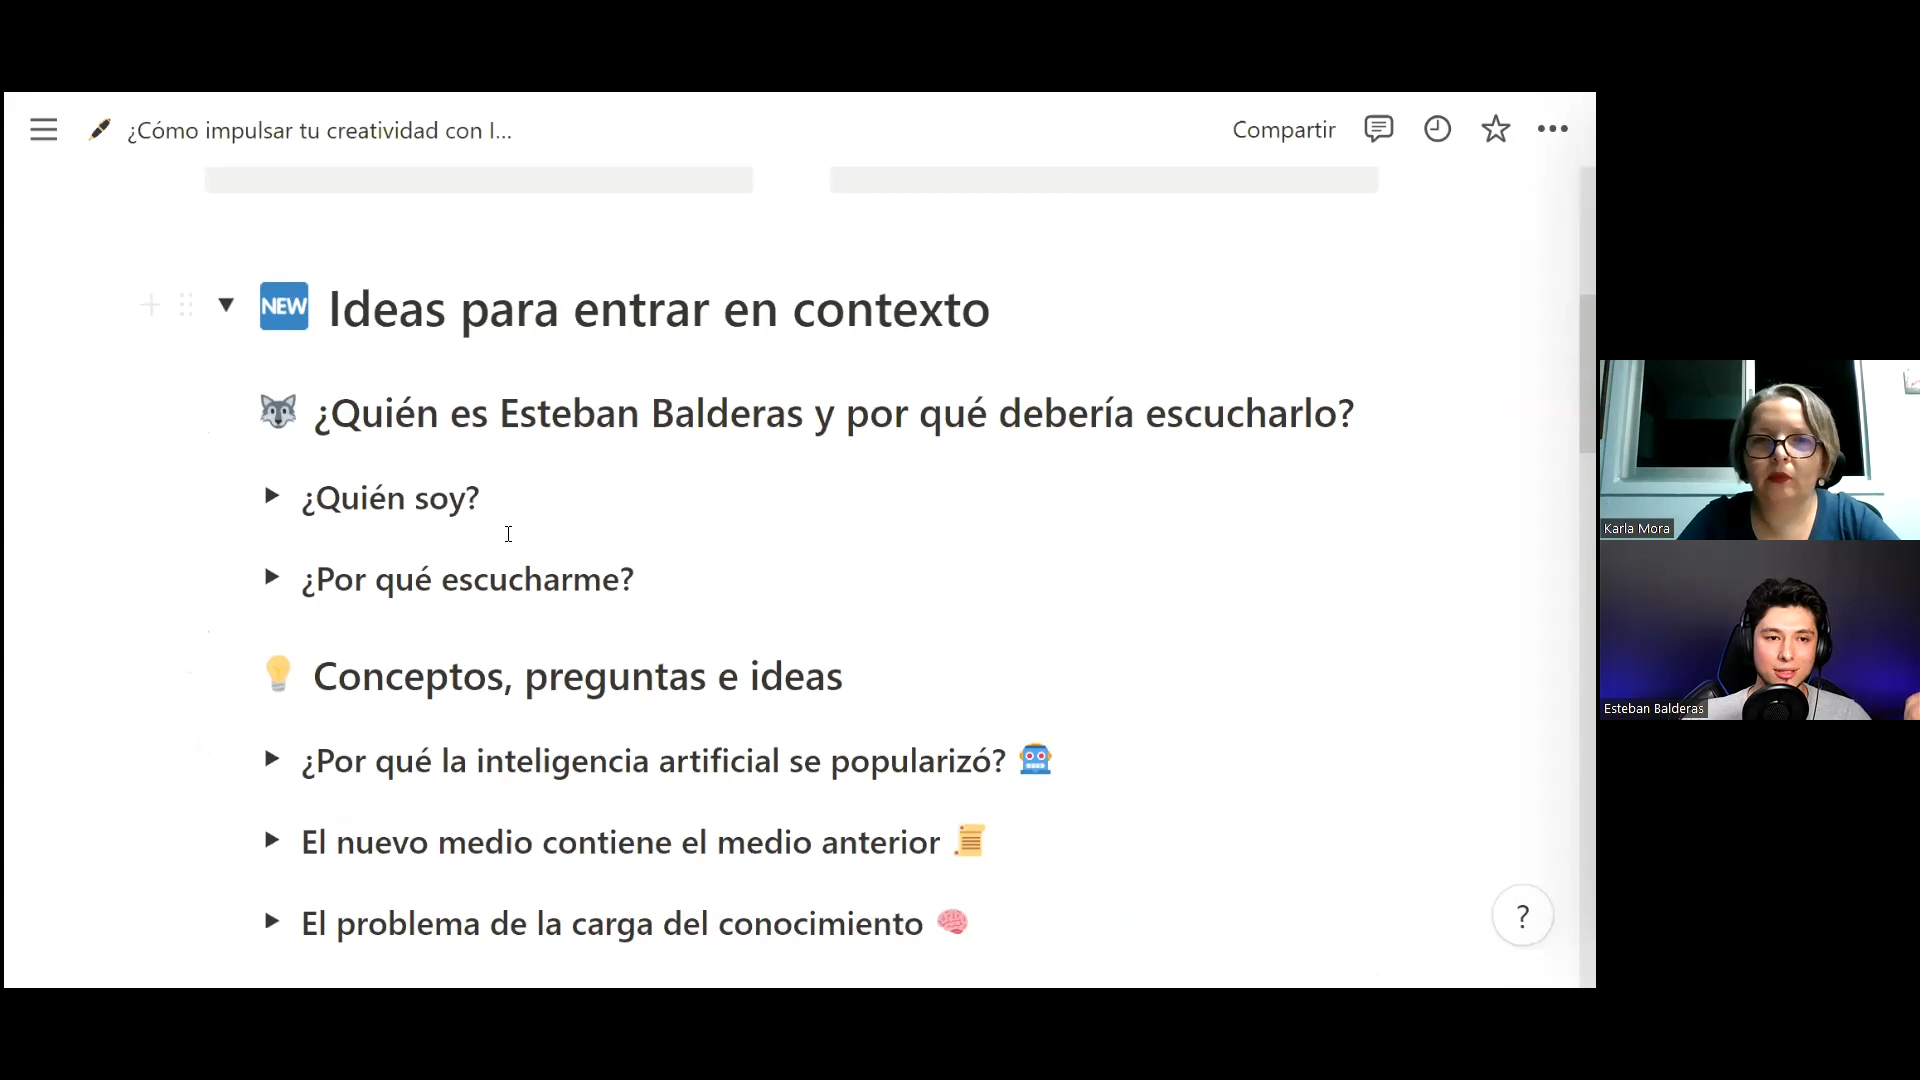 ¿Cómo impulsar tu creatividad con I...
Compartir
NEW Ideas para entrar en contexto
¿Quién es Esteban Balderas y por qué debería escucharlo?
¿Quién soy?
¿Por qué escucharme?
Conceptos, preguntas e ideas
¿Por qué la inteligencia artificial se popularizó?
El nuevo medio contiene el medio anterior
El problema de la carga del conocimiento
?
Karla Mora
Esteban Balderas